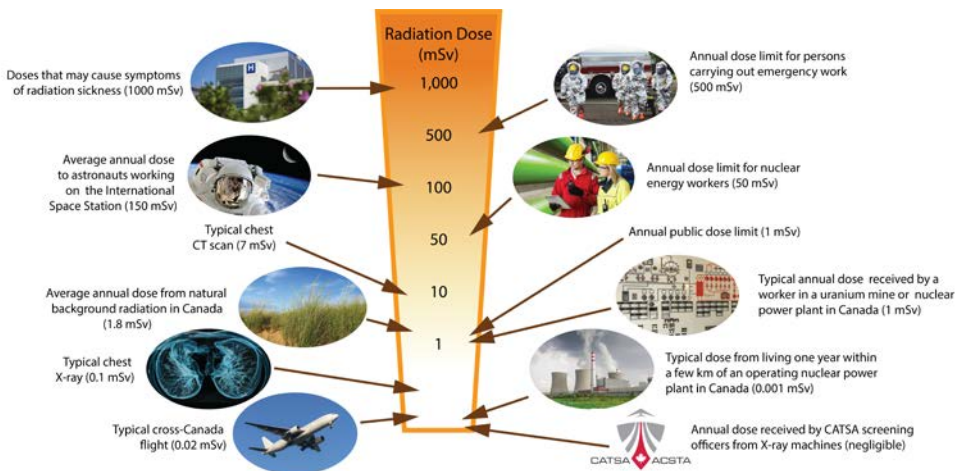 Radiation Dose
(mSv)
1,000
500
100
50
10
1
Doses that may cause symptoms
of radiation sickness (1000 mSv)
H
Average annual dose
to astronauts working
on the International
Space Station (150 mSv)
Typical chest
CT scan (7 mSv)
Average annual dose from natural
background radiation in Canada
(1.8 mSv)
Typical chest
X-ray (0.1 mSv)
Typical cross-Canada
flight (0.02 mSv)
Annual dose limit for persons
carrying out emergency work
(500 mSv)
Annual dose limit for nuclear
energy workers (50 mSv)
Annual public dose limit (1 mSv)
Typical annual dose received by a
worker in a uranium mine or nuclear
power plant in Canada (1 mSv)
Typical dose from living one year within
a few km of an operating nuclear power
plant in Canada (0.001 mSv)
Annual dose received by CATSA screening
officers from X-ray machines (negligible)
CATSA ACSTA